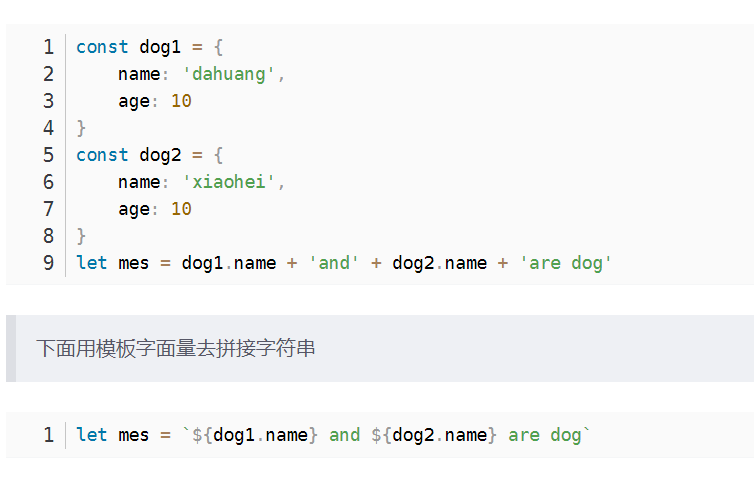 1 const dog1 = {
2     name: 'dahuang',
3     age: 10
4 }
5 const dog2 = {
6     name: 'xiaohei',
7     age: 10
8 }
9 let mes = dog1.name + 'and' + dog2.name + 'are dog'
下面用模板字面量去拼接字符串
1 let mes = `${dog1.name} and ${dog2.name} are dog`